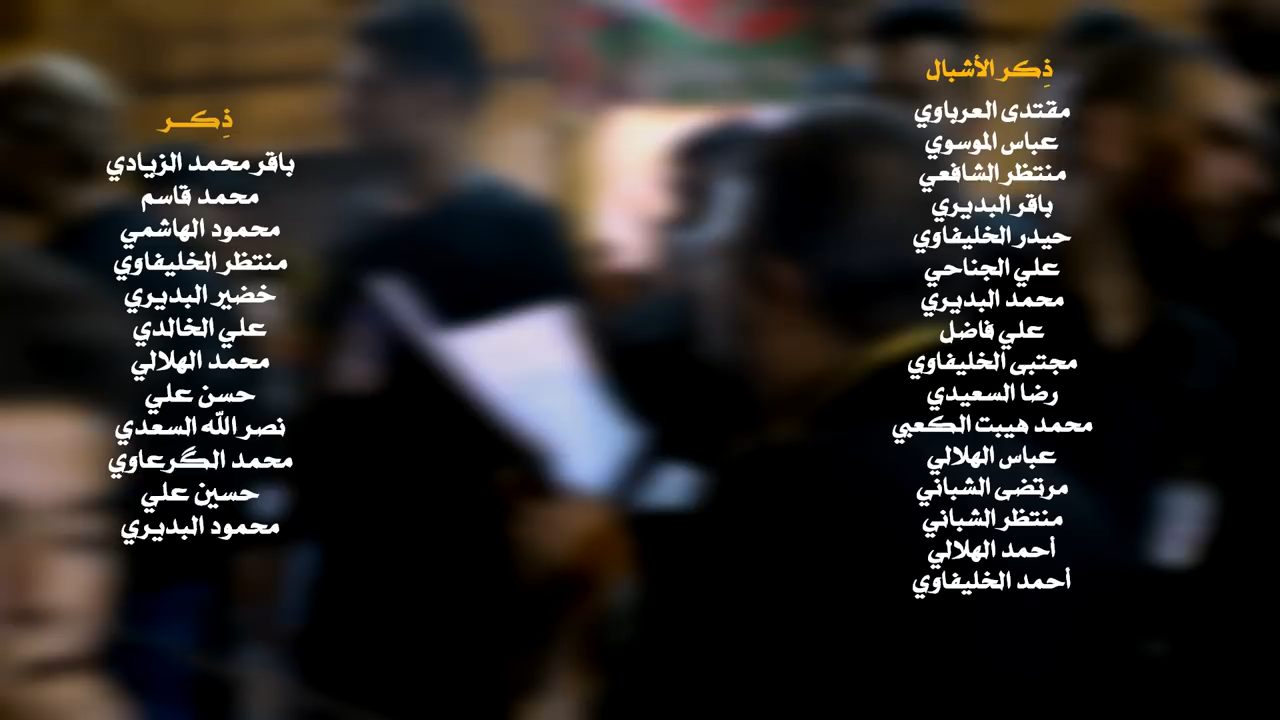 ذِكر الأشبال
مقتدى العرباوي
عباس الموسوي
منتظر الشافعي
باقر البديري
حيدر الخليفاوي
علي الجناحي
محمد البديري
علي فاضل
مجتبى الخليفاوي
رضا السعيدي
محمد هيبت الكعبي
عباس الهلالي
مرتضى الشباني
منتظر الشباني
أحمد الهلالي
أحمد الخليفاوي
ذِكـر
باقر محمد الزيادي
محمد قاسم
محمود الهاشمي
منتظر الخليفاوي
خضير البديري
علي الخالدي
محمد الهلالي
حسن علي
نصر الله السعدي
محمد الگرعاوي
حسين علي
محمود البديري